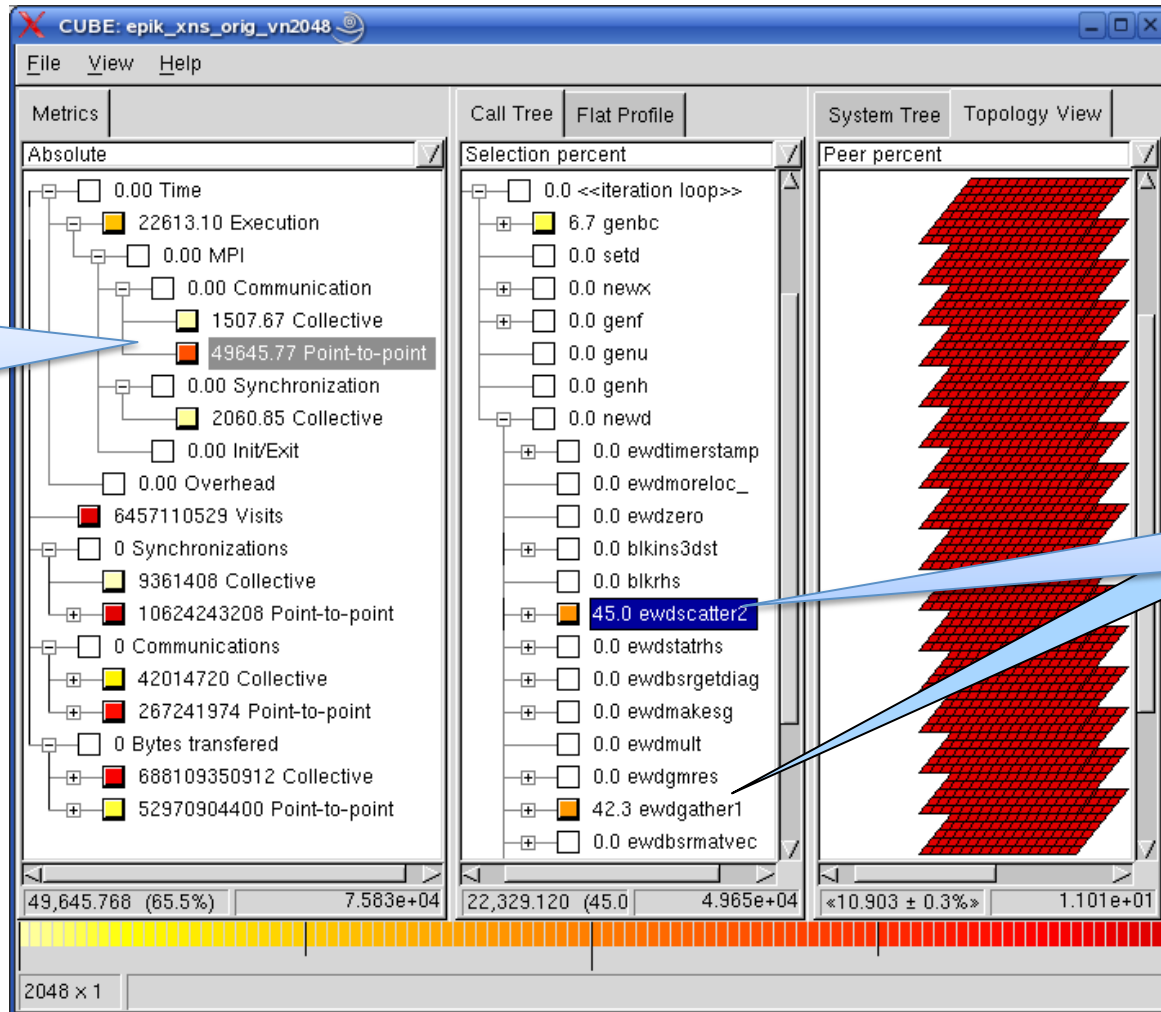 CUBE: epik_xns_orig_vn2048
File View Help
Metrics
Absolute
0.00 Time
22613.10 Execution
0.00 MPI
0.00 Communication
1507.67 Collective
49645.77 Point-to-point
0.00 Synchronization
2060.85 Collective
0.00 Init/Exit
0.00 Overhead
6457110529 Visits
0 Synchronizations
9361408 Collective
10624243208 Point-to-point
0 Communications
42014720 Collective
267241974 Point-to-point
0 Bytes transfered
688109350912 Collective
52970904400 Point-to-point
49,645.768 (65.5%) 7.583e+04
Call Tree Flat Profile
Selection percent
0.0 <<iteration loop>>
6.7 genbc
0.0 setd
0.0 newx
0.0 genf
0.0 genu
0.0 genh
0.0 newd
0.0 ewdtimerstamp
0.0 ewdmoreloc_
0.0 ewdzero
0.0 blkins3dst
0.0 blkrhs
45.0 ewdscatter2
0.0 ewdstatrhs
0.0 ewdbsrgetdiag
0.0 ewdmakesg
0.0 ewdmult
0.0 ewdgmres
42.3 ewdgather1
0.0 ewdbsrmatvec
22,329.120 (45.0 4.965e+04
System Tree Topology View
Peer percent
«10.903 ± 0.3%» 1.101e+01
2048 × 1